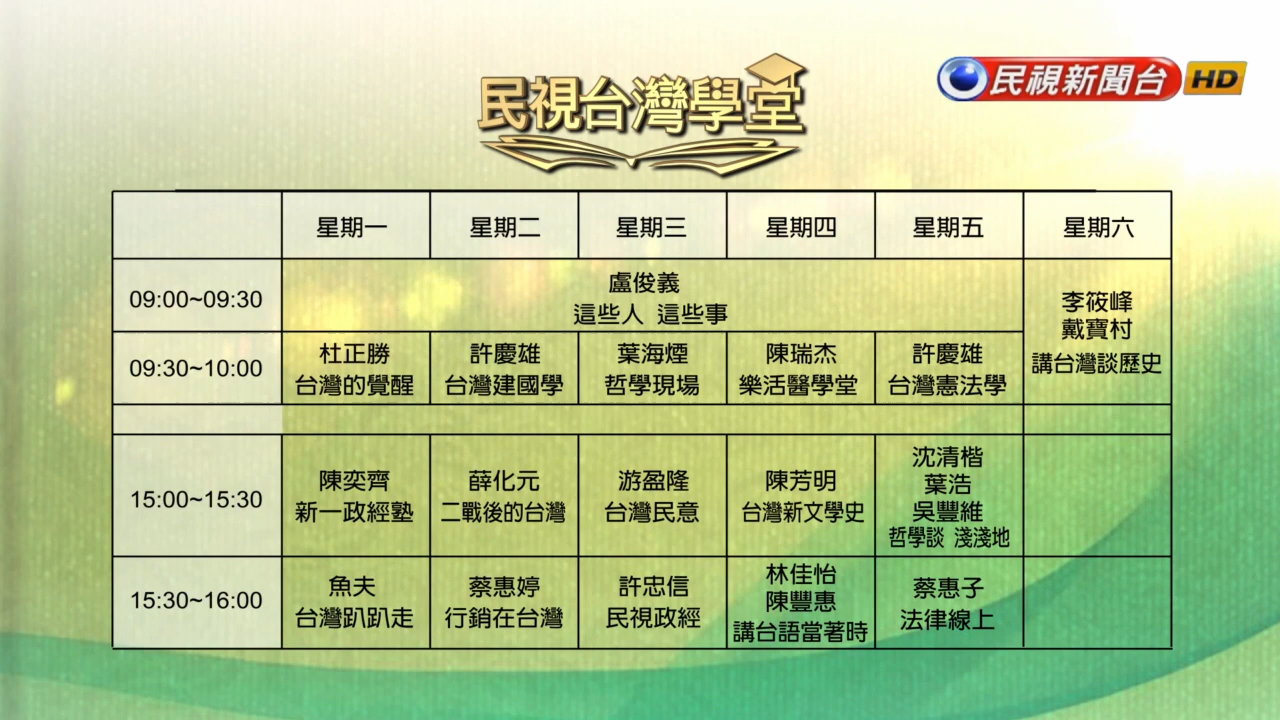 民視台灣學堂
民視新聞台 HD
星期一 星期二 星期三 星期四 星期五 星期六
09:00~09:30
盧俊義
這些人 這些事
李筱峰
戴寶村
講台灣談歷史
09:30~10:00
杜正勝
台灣的覺醒
許慶雄
台灣建國學
葉海煙
哲學現場
陳瑞杰
樂活醫學堂
許慶雄
台灣憲法學
15:00~15:30
陳奕齊
新一政經塾
薛化元
二戰後的台灣
游盈隆
台灣民意
陳芳明
台灣新文學史
沈清楷
葉浩
吳豐維
哲學談 淺淺地
15:30~16:00
魚夫
台灣趴趴走
蔡惠婷
行銷在台灣
許忠信
民視政經
林佳怡
陳豐惠
講台語當著時
蔡惠子
法律線上